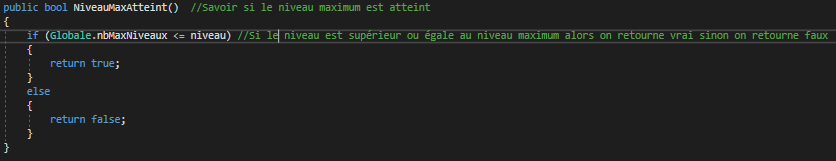 public bool NiveauMaxAtteint()  //Savoir si le niveau maximum est atteint
{
    if (Globale.nbMaxNiveaux <= niveau) //Si le niveau est supérieur ou égale au niveau maximum alors on retourne vrai sinon on retourne faux
    {
        return true;
    }
    else
    {
        return false;
    }
}